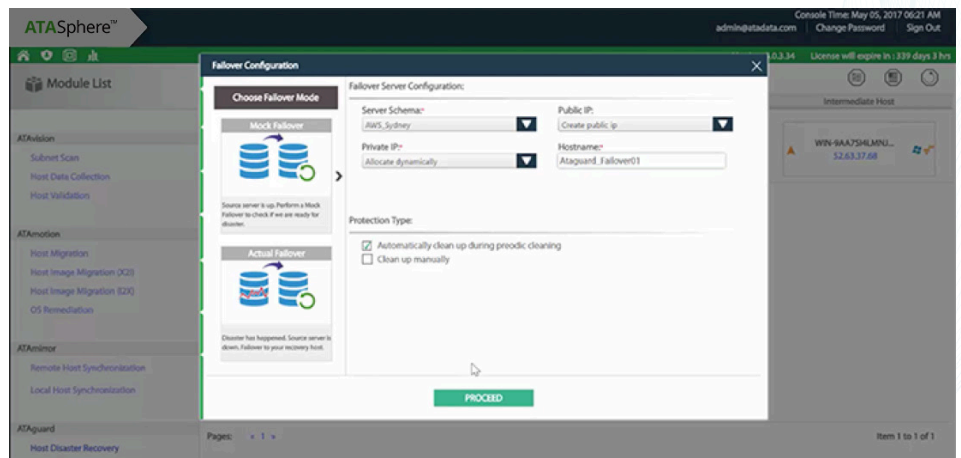 Console Time: May 05, 2017 06:21 AM
ATASphere™
admin@atadata.com | Change Password | Sign Out
3.0.3.34 License will expire in : 339 days 3 hrs
Module List
Intermediate Host
ATAvision
Subnet Scan
Host Data Collection
Host Validation
ATAmotion
Host Migration
Host Image Migration (X2I)
Host Image Migration (I2X)
OS Remediation
ATAmirror
Remote Host Synchronization
Local Host Synchronization
ATAguard
Host Disaster Recovery
WIN-9AA7SI4LMNJ...
52.63.37.68
Failover Configuration
Choose Failover Mode
Mock Failover
Source server is up. Perform a Mock
Failover to check if we are ready for
disaster.
Actual Failover
Disaster has happened. Source server is
down. Failover to your recovery host.
Failover Server Configuration:
Server Schema:*
AWS_Sydney
Public IP:
Create public ip
Private IP:*
Allocate dynamically
Hostname:*
Ataguard_Failover01
Protection Type:
Automatically clean up during preodic cleaning
Clean up manually
PROCEED
Pages: « 1 »
Item 1 to 1 of 1